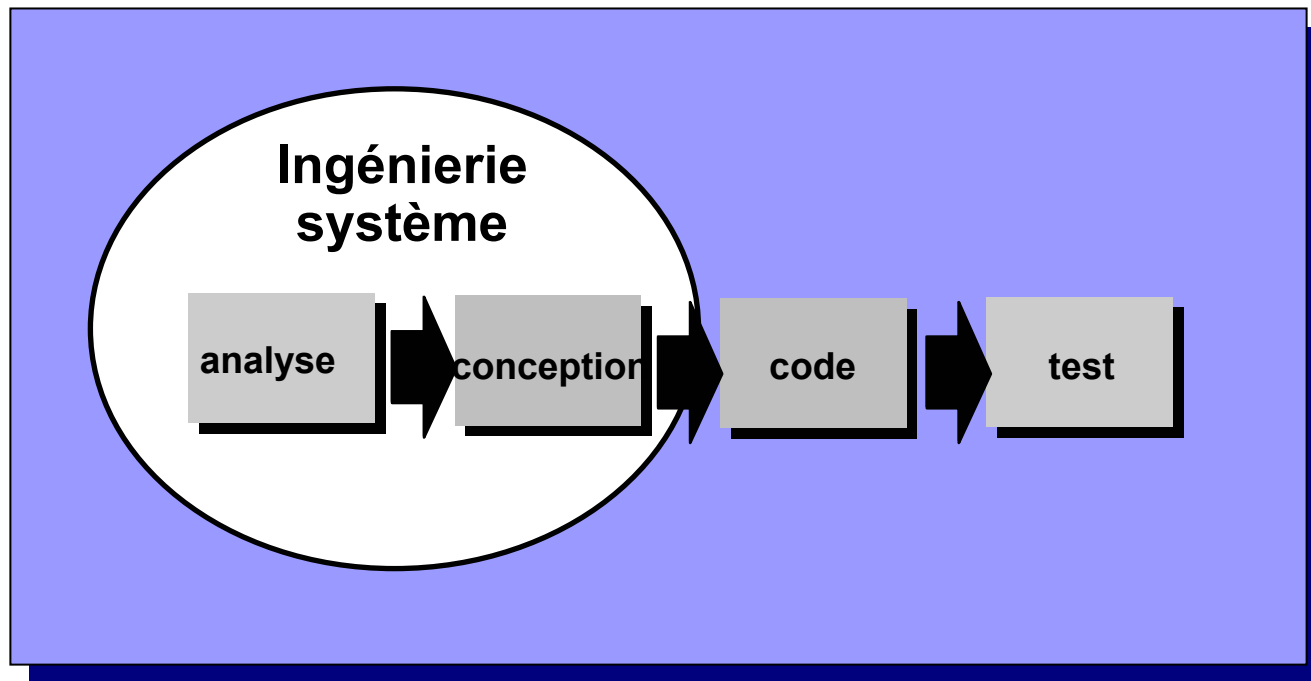 Ingénierie
système
analyse
conception
code
test